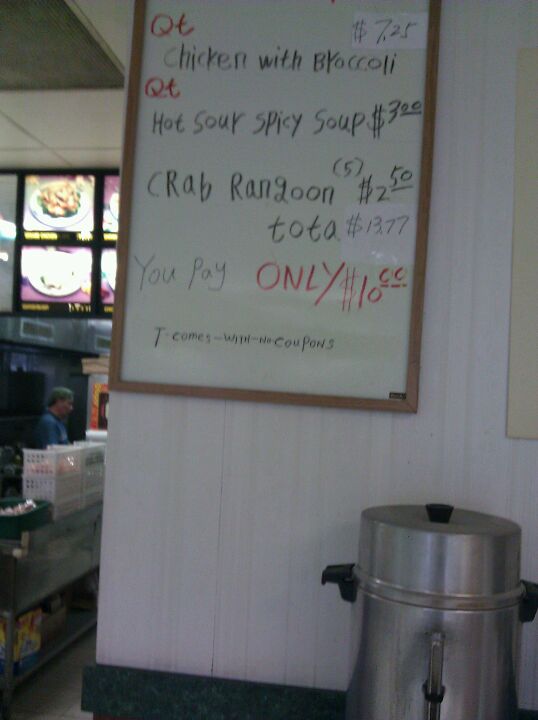 Qt $7.25
Chicken with Broccoli
Qt
Hot Sour Spicy Soup $3.00
CRab Rangoon (5) $2.50
tota $13.77
You Pay ONLY $10.00
T-comes-with-no coupons